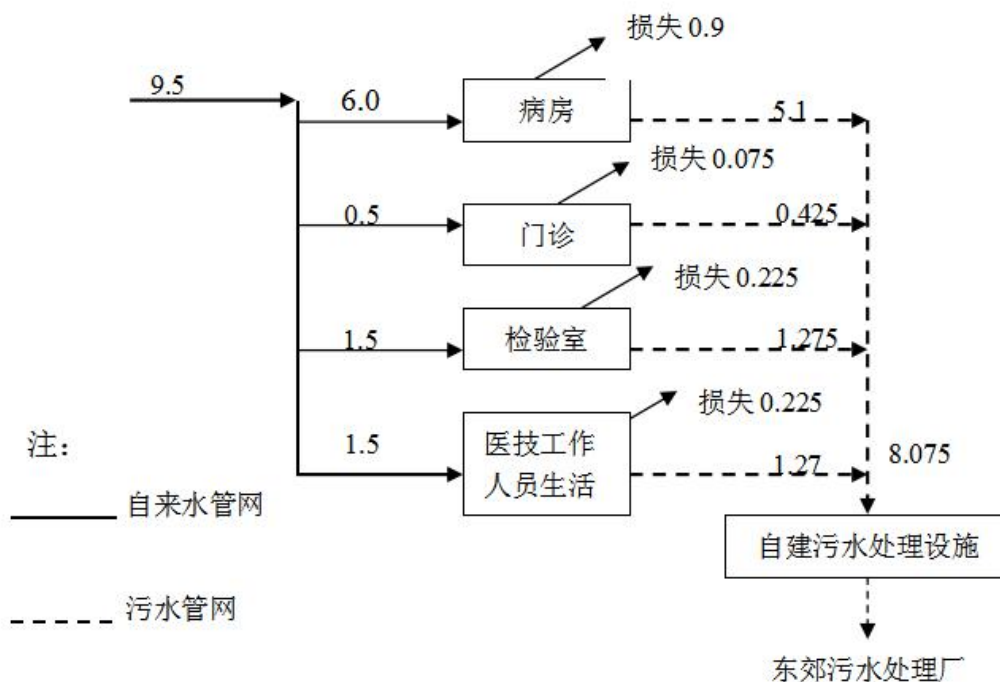 损失 0.9
9.5
6.0
病房
5.1
损失 0.075
0.5
门诊
0.425
损失 0.225
1.5
检验室
1.275
损失 0.225
注：
1.5
医技工作
人员生活
1.27
8.075
自来水管网
自建污水处理设施
污水管网
东郊污水处理厂